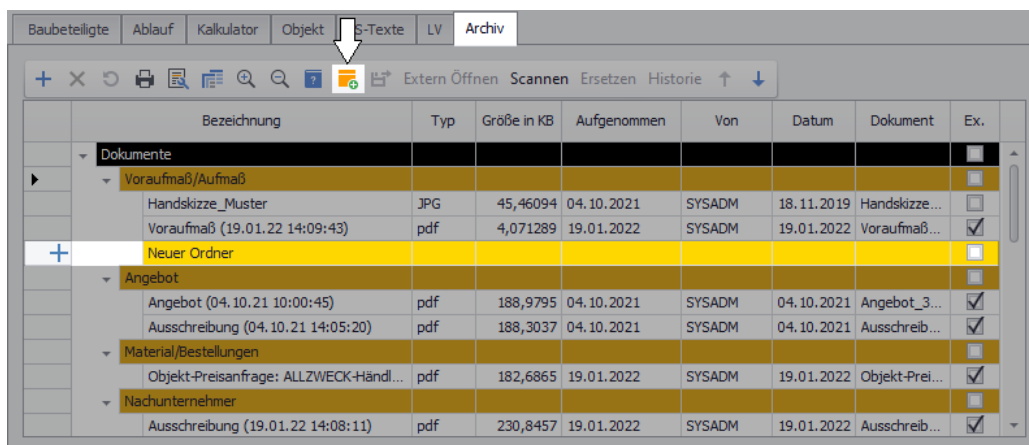 Baubeteiligte Ablauf Kalkulator Objekt S-Texte LV Archiv
Extern Öffnen Scannen Ersetzen Historie
Bezeichnung Typ Größe in KB Aufgenommen Von Datum Dokument Ex.
Dokumente
Voraufmaß/Aufmaß
Handskizze_Muster JPG 45,46094 04.10.2021 SYSADM 18.11.2019 Handskizze...
Voraufmaß (19.01.22 14:09:43) pdf 4,071289 19.01.2022 SYSADM 19.01.2022 Voraufmaß...
Neuer Ordner
Angebot
Angebot (04.10.21 10:00:45) pdf 188,9795 04.10.2021 SYSADM 04.10.2021 Angebot_3...
Ausschreibung (04.10.21 14:05:20) pdf 188,3037 04.10.2021 SYSADM 04.10.2021 Ausschreib...
Material/Bestellungen
Objekt-Preisanfrage: ALLZWECK-Händl... pdf 182,6865 19.01.2022 SYSADM 19.01.2022 Objekt-Prei...
Nachunternehmer
Ausschreibung (19.01.22 14:08:11) pdf 230,8457 19.01.2022 SYSADM 19.01.2022 Ausschreib...